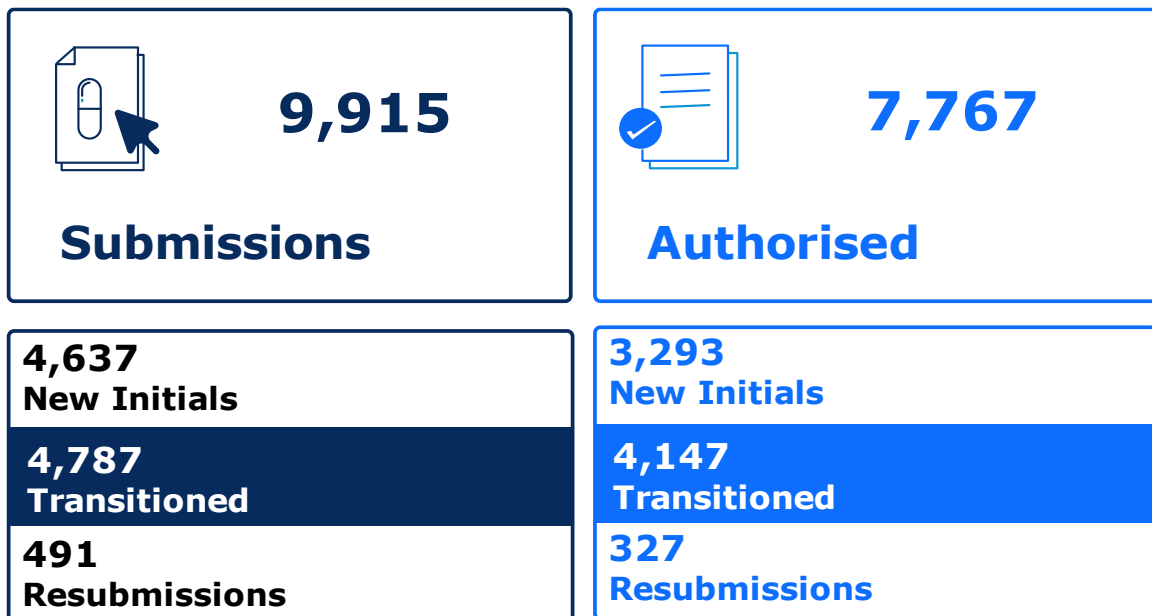 9,915
Submissions
7,767
Authorised
4,637
New Initials
4,787
Transitioned
491
Resubmissions
3,293
New Initials
4,147
Transitioned
327
Resubmissions